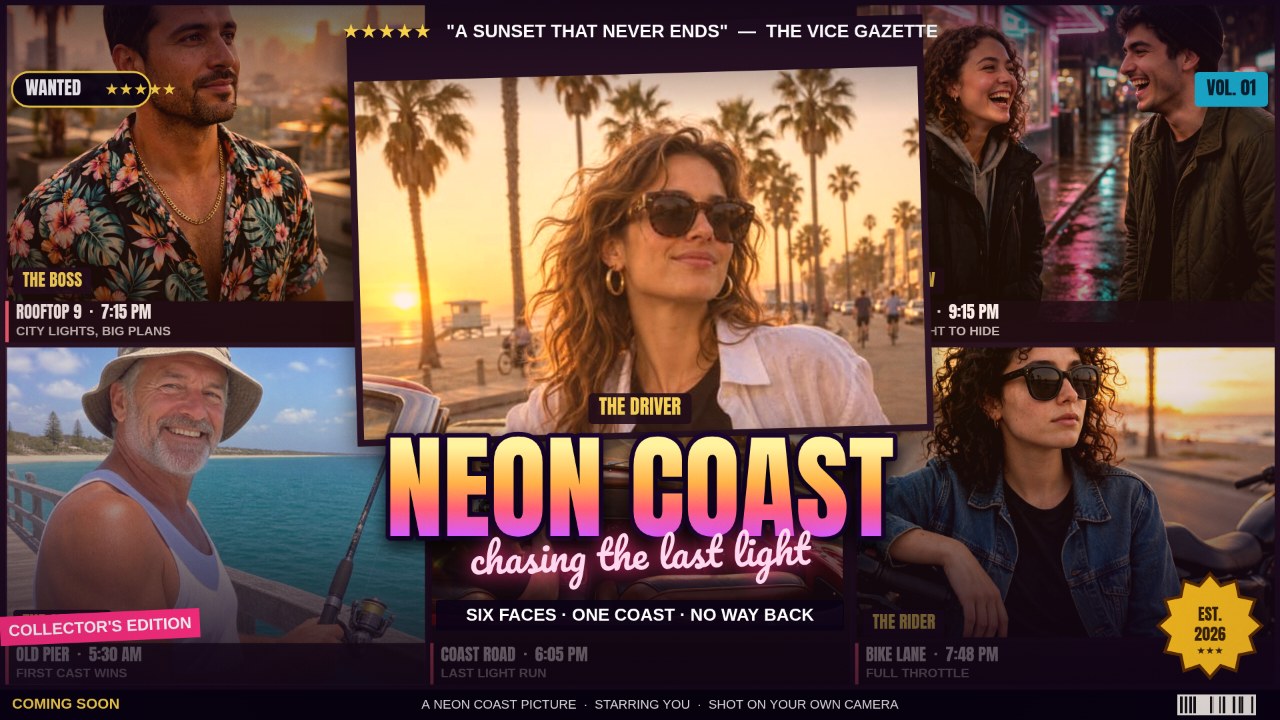 ★★★★★ "A SUNSET THAT NEVER ENDS" — THE VICE GAZETTE
WANTED ★★★★★
VOL. 01
THE BOSS
ROOFTOP 9 · 7:15 PM
CITY LIGHTS, BIG PLANS
THE DRIVER
· 9:15 PM
HT TO HIDE
NEON COAST
chasing the last light
SIX FACES · ONE COAST · NO WAY BACK
COLLECTOR'S EDITION
OLD PIER · 5:30 AM
FIRST CAST WINS
COAST ROAD · 6:05 PM
LAST LIGHT RUN
THE RIDER
BIKE LANE · 7:48 PM
FULL THROTTLE
EST.
2026
★★★
COMING SOON
A NEON COAST PICTURE · STARRING YOU · SHOT ON YOUR OWN CAMERA